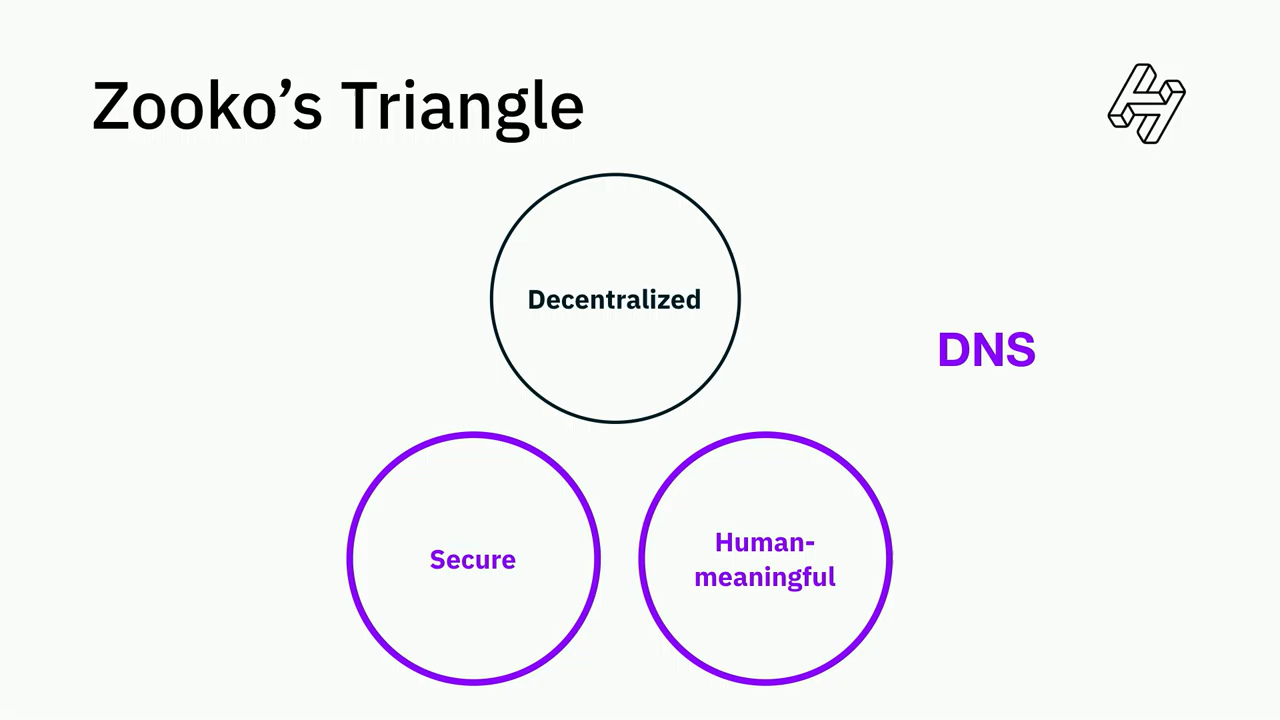 Zooko’s Triangle
Decentralized
DNS
Secure
Human-
meaningful